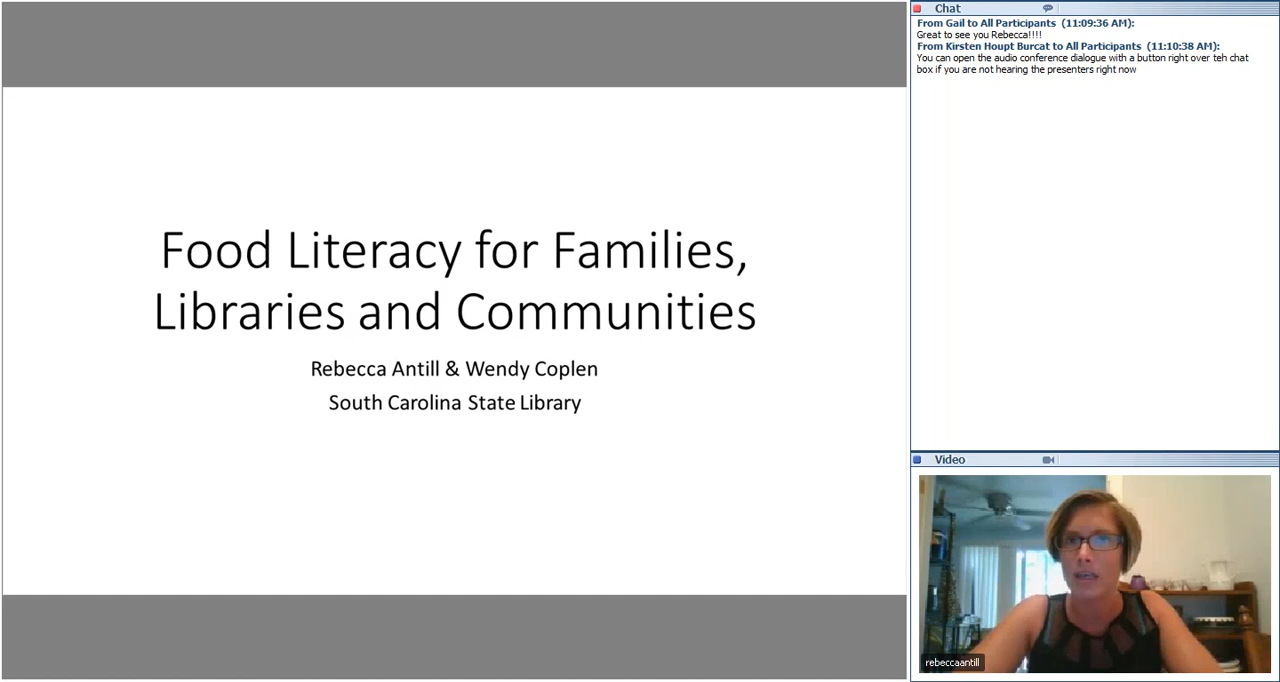 Food Literacy for Families,
Libraries and Communities
Rebecca Antill & Wendy Coplen
South Carolina State Library
Chat
From Gail to All Participants (11:09:36 AM):
Great to see you Rebecca!!!!
From Kirsten Houpt Burcat to All Participants (11:10:38 AM):
You can open the audio conference dialogue with a button right over teh chat
box if you are not hearing the presenters right now
Video
rebeccaantill